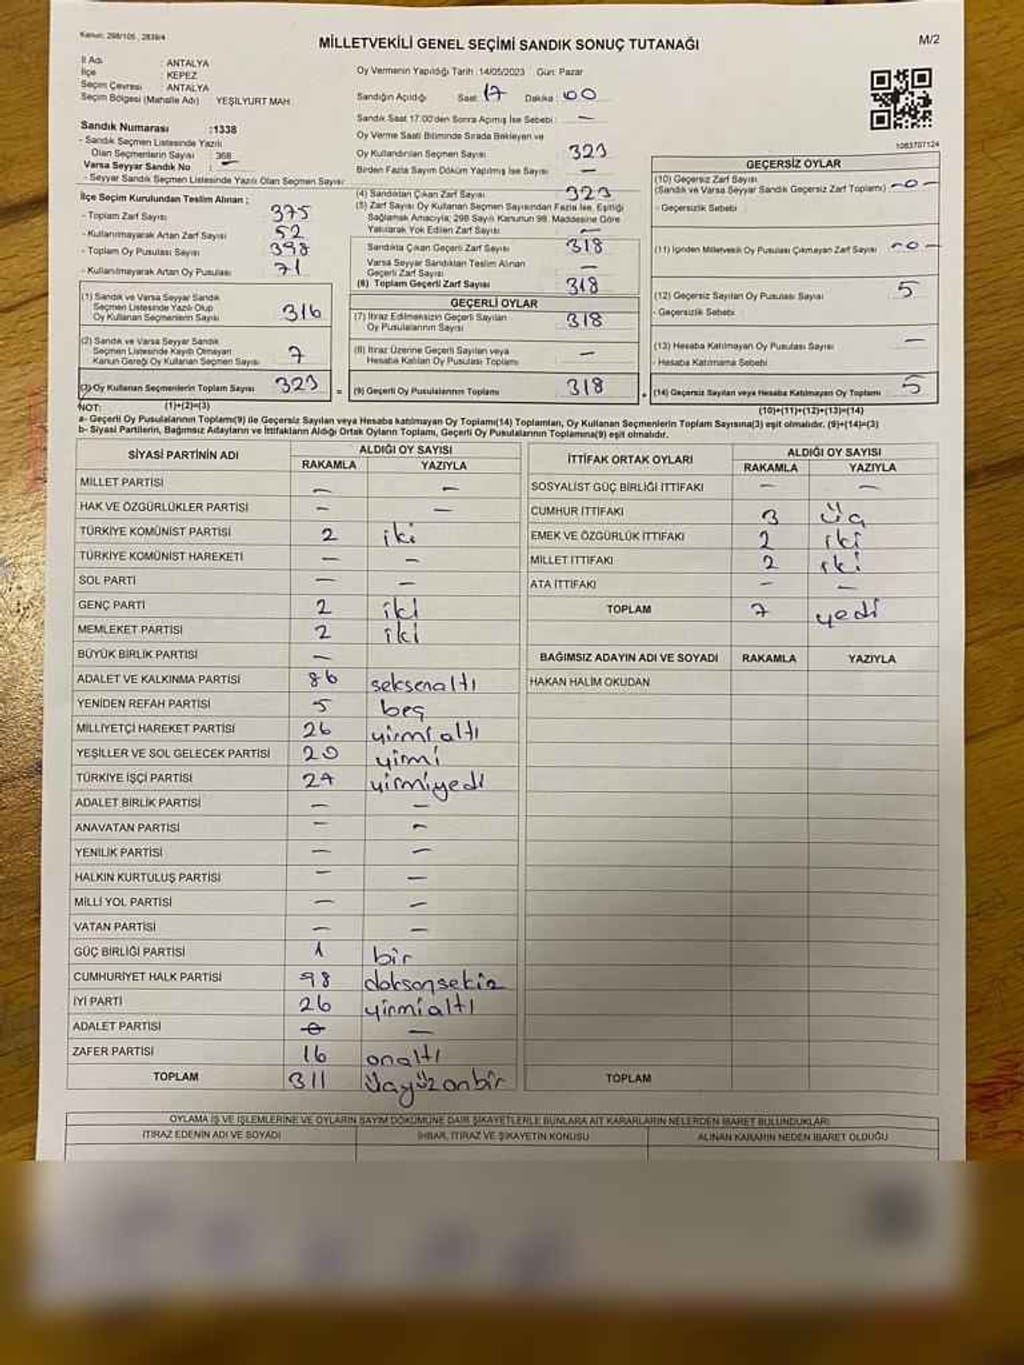 Kanun: 298/105 , 2839/4
MİLLETVEKİLİ GENEL SEÇİMİ SANDIK SONUÇ TUTANAĞI
M/2
İl Adı : ANTALYA
İlçe : KEPEZ
Seçim Çevresi : ANTALYA
Seçim Bölgesi (Mahalle Adı) YEŞİLYURT MAH.
Sandık Numarası :1338
- Sandık Seçmen Listesinde Yazılı
Olan Seçmenlerin Sayısı : 368
Varsa Seyyar Sandık No : —
- Seyyar Sandık Seçmen Listesinde Yazılı Olan Seçmen Sayısı:
İlçe Seçim Kurulundan Teslim Alınan ;
- Toplam Zarf Sayısı 375
- Kullanılmayarak Artan Zarf Sayısı 52
- Toplam Oy Pusulası Sayısı 398
- Kullanılmayarak Artan Oy Pusulası 71
(1) Sandık ve Varsa Seyyar Sandık
Seçmen Listesinde Yazılı Olup
Oy Kullanan Seçmenlerin Sayısı 316
(2) Sandık ve Varsa Seyyar Sandık
Seçmen Listesinde Kayıtlı Olmayan
Kanun Gereği Oy Kullanan Seçmen Sayısı 7
(3) Oy Kullanan Seçmenlerin Toplam Sayısı 323
(1)+(2)=(3)
Oy Vermenin Yapıldığı Tarih : 14/05/2023 Gün: Pazar
Sandığın Açıldığı Saat: 17 Dakika: 00
Sandık Saat 17:00'den Sonra Açılmış İse Sebebi : —
Oy Verme Saati Bitiminde Sırada Bekleyen ve
Oy Kullandırılan Seçmen Sayısı 323
Birden Fazla Sayım Döküm Yapılmış İse Sayısı —
(4) Sandıktan Çıkan Zarf Sayısı 323
(5) Zarf Sayısı Oy Kullanan Seçmen Sayısından Fazla İse, Eşitliği
Sağlamak Amacıyla; 298 Sayılı Kanunun 98. Maddesine Göre
Yakılarak Yok Edilen Zarf Sayısı —
Sandıkta Çıkan Geçerli Zarf Sayısı 318
Varsa Seyyar Sandıktan Teslim Alınan
Geçerli Zarf Sayısı —
(6) Toplam Geçerli Zarf Sayısı 318
GEÇERLİ OYLAR
(7) İtiraz Edilmeksizin Geçerli Sayılan
Oy Pusulalarının Sayısı 318
(8) İtiraz Üzerine Geçerli Sayılan veya
Hesaba Katılan Oy Pusulası Toplamı —
= (9) Geçerli Oy Pusulalarının Toplamı 318
1083707124
GEÇERSİZ OYLAR
(10) Geçersiz Zarf Sayısı
(Sandık ve Varsa Seyyar Sandık Geçersiz Zarf Toplamı) —0—
- Geçersizlik Sebebi
(11) İçinden Milletvekili Oy Pusulası Çıkmayan Zarf Sayısı —0—
(12) Geçersiz Sayılan Oy Pusulası Sayısı 5
- Geçersizlik Sebebi
(13) Hesaba Katılmayan Oy Pusulası Sayısı —
- Hesaba Katılmama Sebebi
+ (14) Geçersiz Sayılan veya Hesaba Katılmayan Oy Toplamı 5
(10)+(11)+(12)+(13)=(14)
NOT:
a- Geçerli Oy Pusulalarının Toplamı(9) ile Geçersiz Sayılan veya Hesaba katılmayan Oy Toplamı(14) Toplamları, Oy Kullanan Seçmenlerin Toplam Sayısına(3) eşit olmalıdır. (9)+(14)=(3)
b- Siyasi Partilerin, Bağımsız Adayların ve İttifakların Aldığı Ortak Oyların Toplamı, Geçerli Oy Pusulalarının Toplamına(9) eşit olmalıdır.
SİYASİ PARTİNİN ADI ALDIĞI OY SAYISI
RAKAMLA YAZIYLA
MİLLET PARTİSİ — —
HAK VE ÖZGÜRLÜKLER PARTİSİ — —
TÜRKİYE KOMÜNİST PARTİSİ 2 iki
TÜRKİYE KOMÜNİST HAREKETİ — —
SOL PARTİ — —
GENÇ PARTİ 2 iki
MEMLEKET PARTİSİ 2 iki
BÜYÜK BİRLİK PARTİSİ —
ADALET VE KALKINMA PARTİSİ 86 seksenaltı
YENİDEN REFAH PARTİSİ 5 beş
MİLLİYETÇİ HAREKET PARTİSİ 26 yirmi altı
YEŞİLLER VE SOL GELECEK PARTİSİ 20 yirmi
TÜRKİYE İŞÇİ PARTİSİ 27 yirmiyedi
ADALET BİRLİK PARTİSİ — —
ANAVATAN PARTİSİ — —
YENİLİK PARTİSİ — —
HALKIN KURTULUŞ PARTİSİ — —
MİLLİ YOL PARTİSİ — —
VATAN PARTİSİ — —
GÜÇ BİRLİĞİ PARTİSİ 1 bir
CUMHURİYET HALK PARTİSİ 98 doksansekiz
İYİ PARTİ 26 yirmialtı
ADALET PARTİSİ 0 —
ZAFER PARTİSİ 16 onaltı
TOPLAM 311 üçyüzonbir
İTTİFAK ORTAK OYLARI ALDIĞI OY SAYISI
RAKAMLA YAZIYLA
SOSYALİST GÜÇ BİRLİĞİ İTTİFAKI — —
CUMHUR İTTİFAKI 3 üç
EMEK VE ÖZGÜRLÜK İTTİFAKI 2 iki
MİLLET İTTİFAKI 2 iki
ATA İTTİFAKI — —
TOPLAM 7 yedi
BAĞIMSIZ ADAYIN ADI VE SOYADI RAKAMLA YAZIYLA
HAKAN HALİM OKUDAN
TOPLAM
OYLAMA İŞ VE İŞLEMLERİNE VE OYLARIN SAYIM DÖKÜMÜNE DAİR ŞİKAYETLERLE BUNLARA AİT KARARLARIN NELERDEN İBARET BULUNDUKLARI
İTİRAZ EDENİN ADI VE SOYADI İHBAR, İTİRAZ VE ŞİKAYETİN KONUSU ALINAN KARARIN NEDEN İBARET OLDUĞU